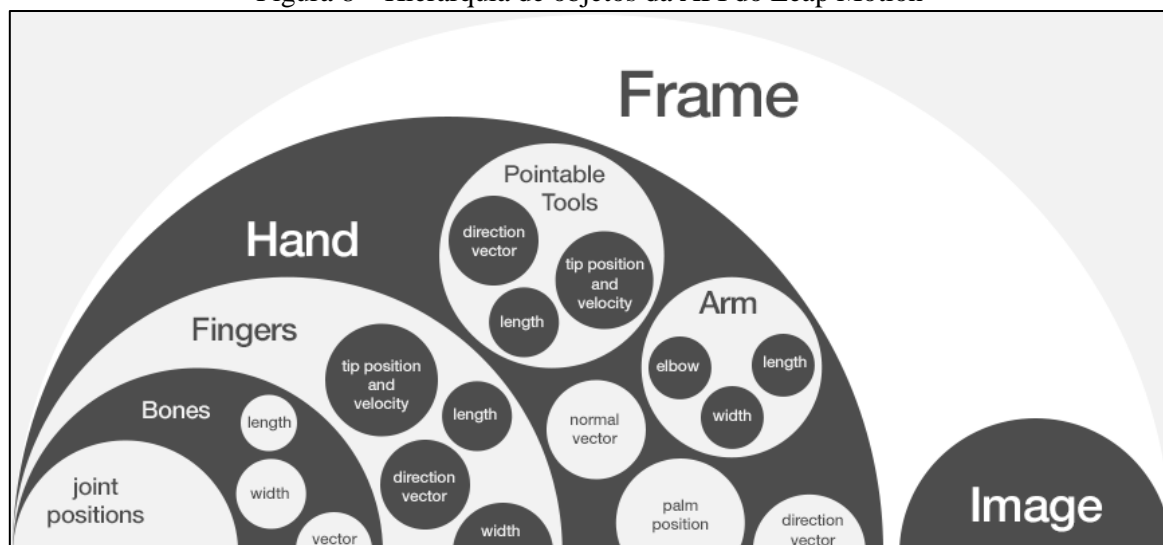 Figura – Hierarquia de objetos da API do Leap Motion
Frame
Pointable
Tools
direction
vector
tip position
and
velocity
length
Hand
Arm
elbow
length
width
Fingers
tip position
and
velocity
length
direction
vector
width
normal
vector
palm
position
direction
vector
Bones
length
width
vector
joint
positions
Image